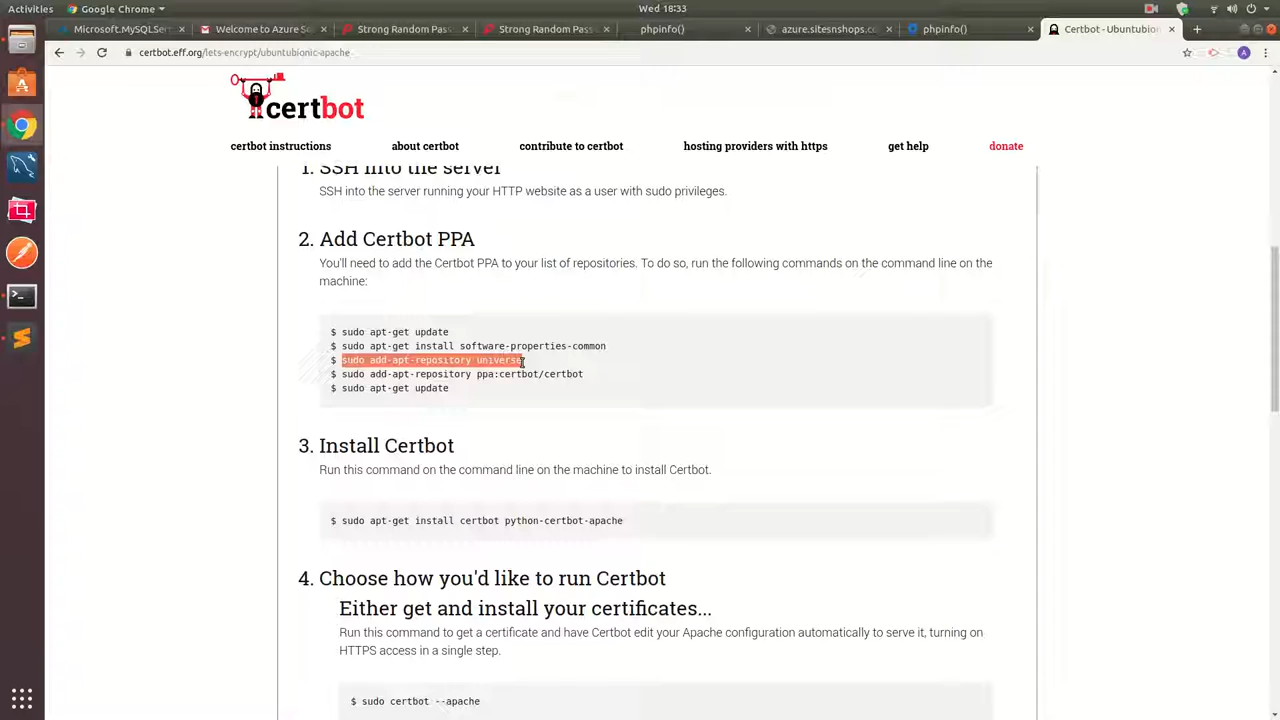 Activities
Google Chrome
Wed 18:33
Microsoft.MySQLSer
Welcome to Azure S
Strong Random Pass
Strong Random Pass
phpinfo()
azure.sitesnshops.co
phpinfo()
Certbot - Ubuntubion
certbot.eff.org/lets-encrypt/ubuntubionic-apache
A
certbot
certbot instructions
about certbot
contribute to certbot
hosting providers with https
get help
donate
1. SSH into the server
SSH into the server running your HTTP website as a user with sudo privileges.
2. Add Certbot PPA
You'll need to add the Certbot PPA to your list of repositories. To do so, run the following commands on the command line on the
machine:
$ sudo apt-get update
$ sudo apt-get install software-properties-common
$ sudo add-apt-repository universe
$ sudo add-apt-repository ppa:certbot/certbot
$ sudo apt-get update
3. Install Certbot
Run this command on the command line on the machine to install Certbot.
$ sudo apt-get install certbot python-certbot-apache
4. Choose how you'd like to run Certbot
Either get and install your certificates...
Run this command to get a certificate and have Certbot edit your Apache configuration automatically to serve it, turning on
HTTPS access in a single step.
$ sudo certbot --apache